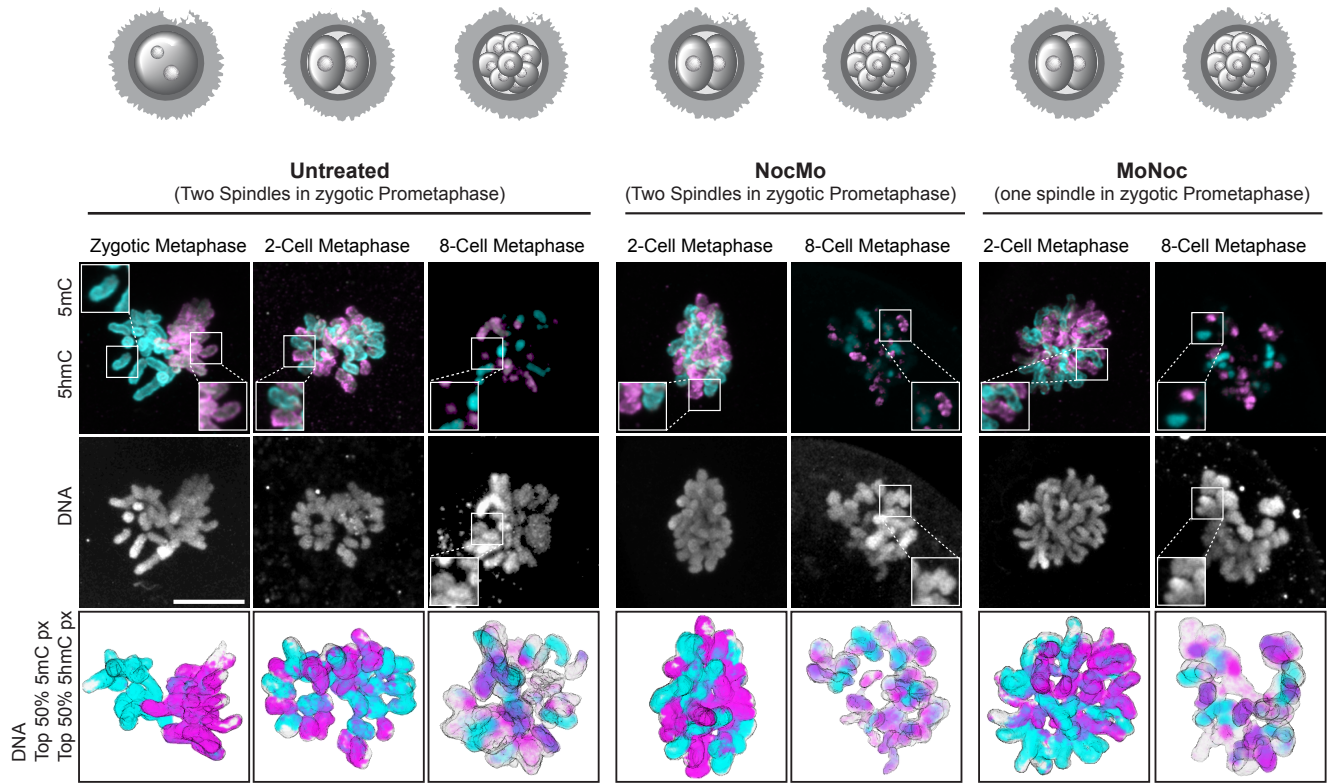 Untreated
(Two Spindles in zygotic Prometaphase)
NocMo
(Two Spindles in zygotic Prometaphase)
MoNoc
(one spindle in zygotic Prometaphase)
Zygotic Metaphase
2-Cell Metaphase
8-Cell Metaphase
2-Cell Metaphase
8-Cell Metaphase
2-Cell Metaphase
8-Cell Metaphase
5mC
5hmC
DNA
DNA
Top 50% 5mC px
Top 50% 5hmC px